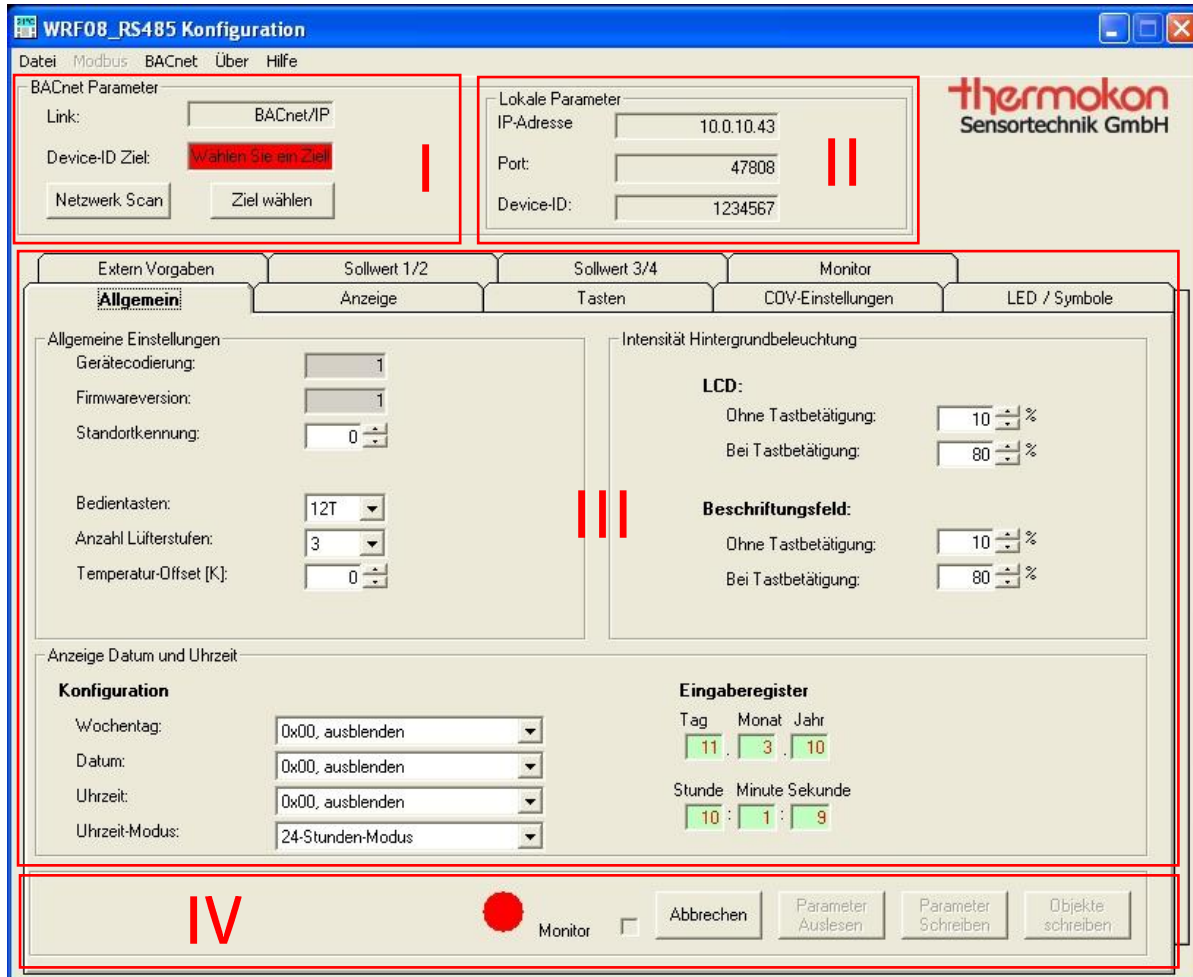 WRF08_RS485 Konfiguration
Datei Modbus BACnet Über Hilfe
BACnet Parameter
Link: BACnet/IP
Device-ID Ziel: Wählen Sie ein Ziel!
Netzwerk Scan Ziel wählen
I
Lokale Parameter
IP-Adresse 10.0.10.43
Port: 47808
Device-ID: 1234567
II
thermokon
Sensortechnik GmbH
Extern Vorgaben Sollwert 1/2 Sollwert 3/4 Monitor
Allgemein Anzeige Tasten COV-Einstellungen LED / Symbole
Allgemeine Einstellungen
Gerätecodierung: 1
Firmwareversion: 1
Standortkennung: 0
Bedientasten: 12T
Anzahl Lüfterstufen: 3
Temperatur-Offset [K]: 0
III
Intensität Hintergrundbeleuchtung
LCD:
Ohne Tastbetätigung: 10 %
Bei Tastbetätigung: 80 %
Beschriftungsfeld:
Ohne Tastbetätigung: 10 %
Bei Tastbetätigung: 80 %
Anzeige Datum und Uhrzeit
Konfiguration
Wochentag: 0x00, ausblenden
Datum: 0x00, ausblenden
Uhrzeit: 0x00, ausblenden
Uhrzeit-Modus: 24-Stunden-Modus
Eingaberegister
Tag Monat Jahr
11 . 3 . 10
Stunde Minute Sekunde
10 : 1 : 9
IV
Monitor
Abbrechen
Parameter
Auslesen
Parameter
Schreiben
Objekte
schreiben